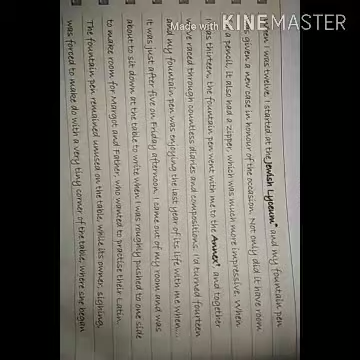 Made with KINEMASTER
en I was twelve, I started at the Jewish Lyceum* and my fountain pen
s given a new case in honour of the occasion. Not only did it have room
a pencil, it also had a zipper, which was much more impressive. When
as thirteen, the fountain pen went with me to the Annex² and together
we've raced through countless diaries and compositions. I'd turned fourteen
and my fountain pen was enjoying the last year of its life with me when...
It was just after five on Friday afternoon. I came out of my room and was
about to sit down at the table to write when I was roughly pushed to one side
to make room for Margot and Father, who wanted to practise their Latin.
The fountain pen remained unused on the table, while its owner, sighing,
was forced to make do with a very tiny corner of the table, where she began